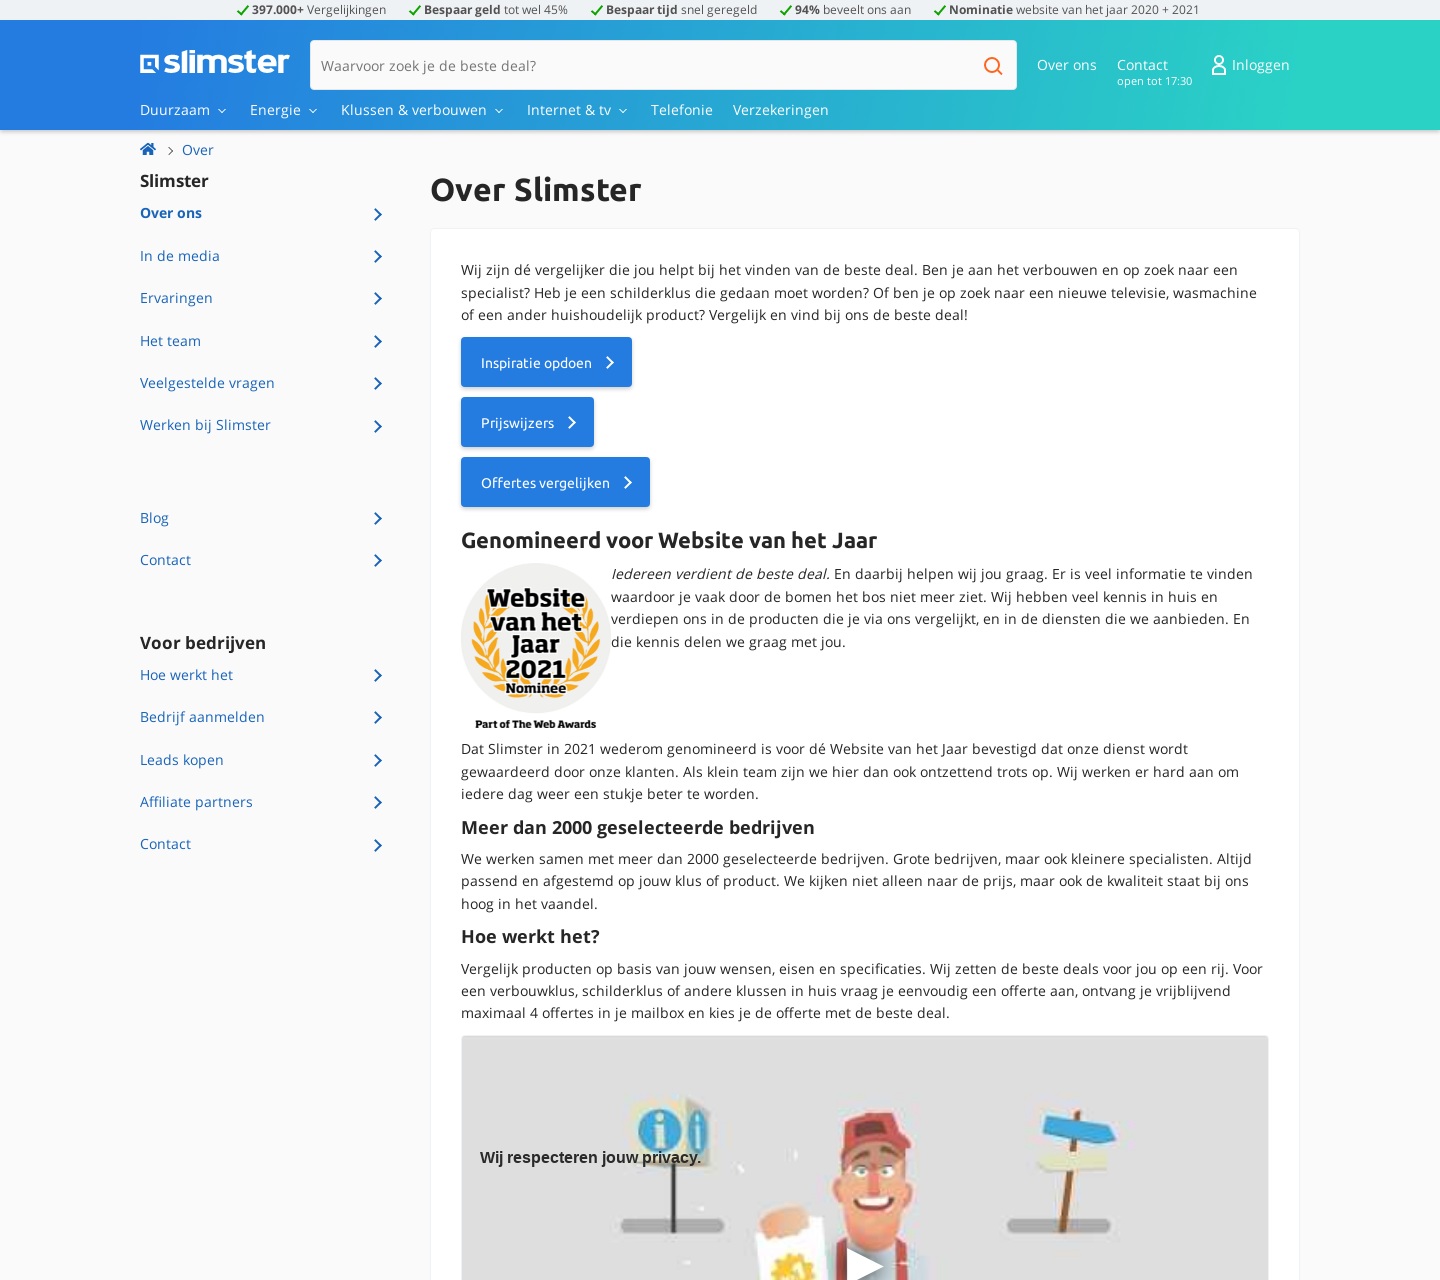 397.000+ Vergelijkingen Bespaar geld tot wel 45% Bespaar tijd snel geregeld 94% beveelt ons aan Nominatie website van het jaar 2020 + 2021
slimster
Waarvoor zoek je de beste deal?
Over ons
Contact
open tot 17:30
Inloggen
Duurzaam Energie Klussen & verbouwen Internet & tv Telefonie Verzekeringen
Over
Slimster
Over ons
In de media
Ervaringen
Het team
Veelgestelde vragen
Werken bij Slimster
Blog
Contact
Voor bedrijven
Hoe werkt het
Bedrijf aanmelden
Leads kopen
Affiliate partners
Contact
Over Slimster
Wij zijn dé vergelijker die jou helpt bij het vinden van de beste deal. Ben je aan het verbouwen en op zoek naar een
specialist? Heb je een schilderklus die gedaan moet worden? Of ben je op zoek naar een nieuwe televisie, wasmachine
of een ander huishoudelijk product? Vergelijk en vind bij ons de beste deal!
Inspiratie opdoen
Prijswijzers
Offertes vergelijken
Genomineerd voor Website van het Jaar
Website
van het
Jaar
2021
Nominee
Part of The Web Awards
Iedereen verdient de beste deal. En daarbij helpen wij jou graag. Er is veel informatie te vinden
waardoor je vaak door de bomen het bos niet meer ziet. Wij hebben veel kennis in huis en
verdiepen ons in de producten die je via ons vergelijkt, en in de diensten die we aanbieden. En
die kennis delen we graag met jou.
Dat Slimster in 2021 wederom genomineerd is voor dé Website van het Jaar bevestigd dat onze dienst wordt
gewaardeerd door onze klanten. Als klein team zijn we hier dan ook ontzettend trots op. Wij werken er hard aan om
iedere dag weer een stukje beter te worden.
Meer dan 2000 geselecteerde bedrijven
We werken samen met meer dan 2000 geselecteerde bedrijven. Grote bedrijven, maar ook kleinere specialisten. Altijd
passend en afgestemd op jouw klus of product. We kijken niet alleen naar de prijs, maar ook de kwaliteit staat bij ons
hoog in het vaandel.
Hoe werkt het?
Vergelijk producten op basis van jouw wensen, eisen en specificaties. Wij zetten de beste deals voor jou op een rij. Voor
een verbouwklus, schilderklus of andere klussen in huis vraag je eenvoudig een offerte aan, ontvang je vrijblijvend
maximaal 4 offertes in je mailbox en kies je de offerte met de beste deal.
Wij respecteren jouw privacy.